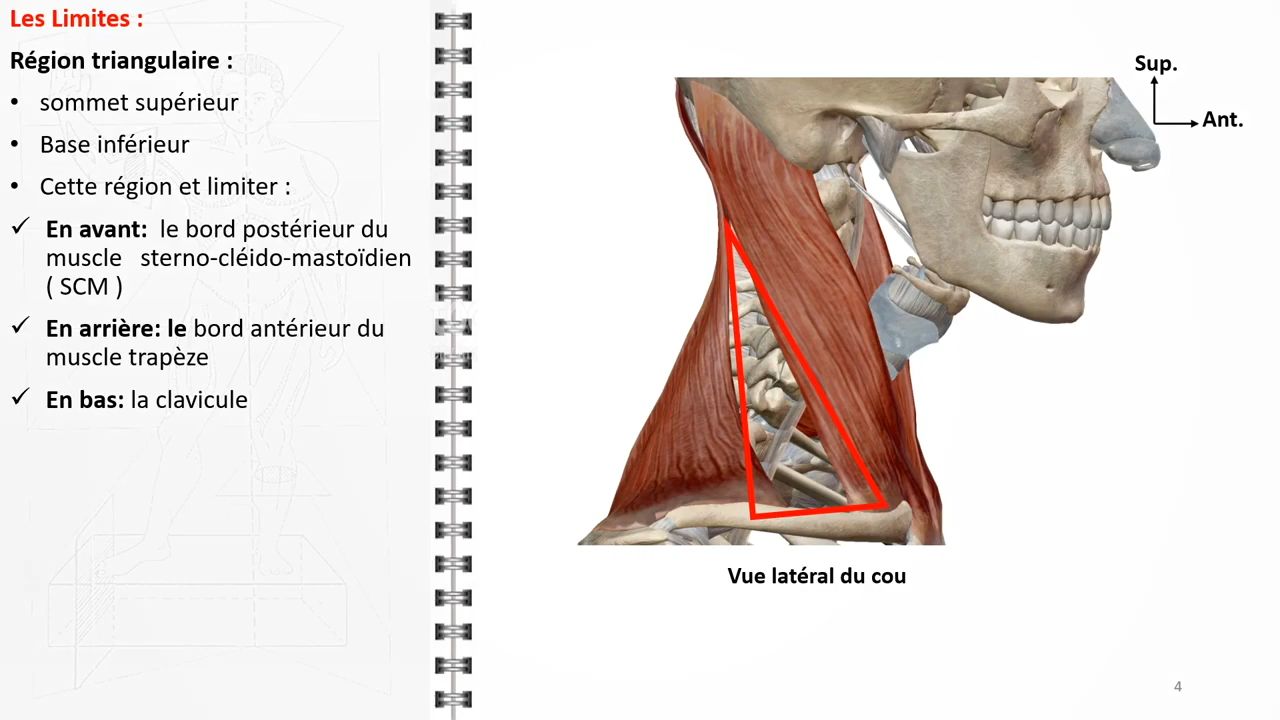 Les Limites :
Région triangulaire :
• sommet supérieur
• Base inférieur
• Cette région et limiter :
✓ En avant: le bord postérieur du
muscle sterno-cléido-mastoïdien
( SCM )
✓ En arrière: le bord antérieur du
muscle trapèze
✓ En bas: la clavicule
Sup.
Ant.
Vue latéral du cou
4